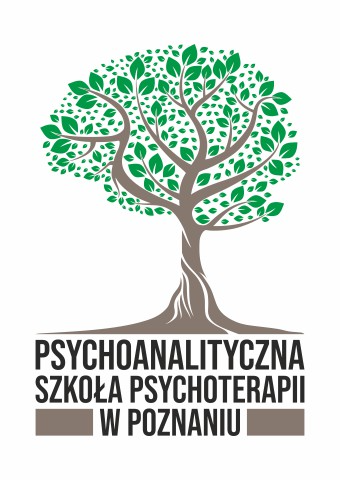 PSYCHOANALITYCZNA
SZKOŁA PSYCHOTERAPII
W POZNANIU